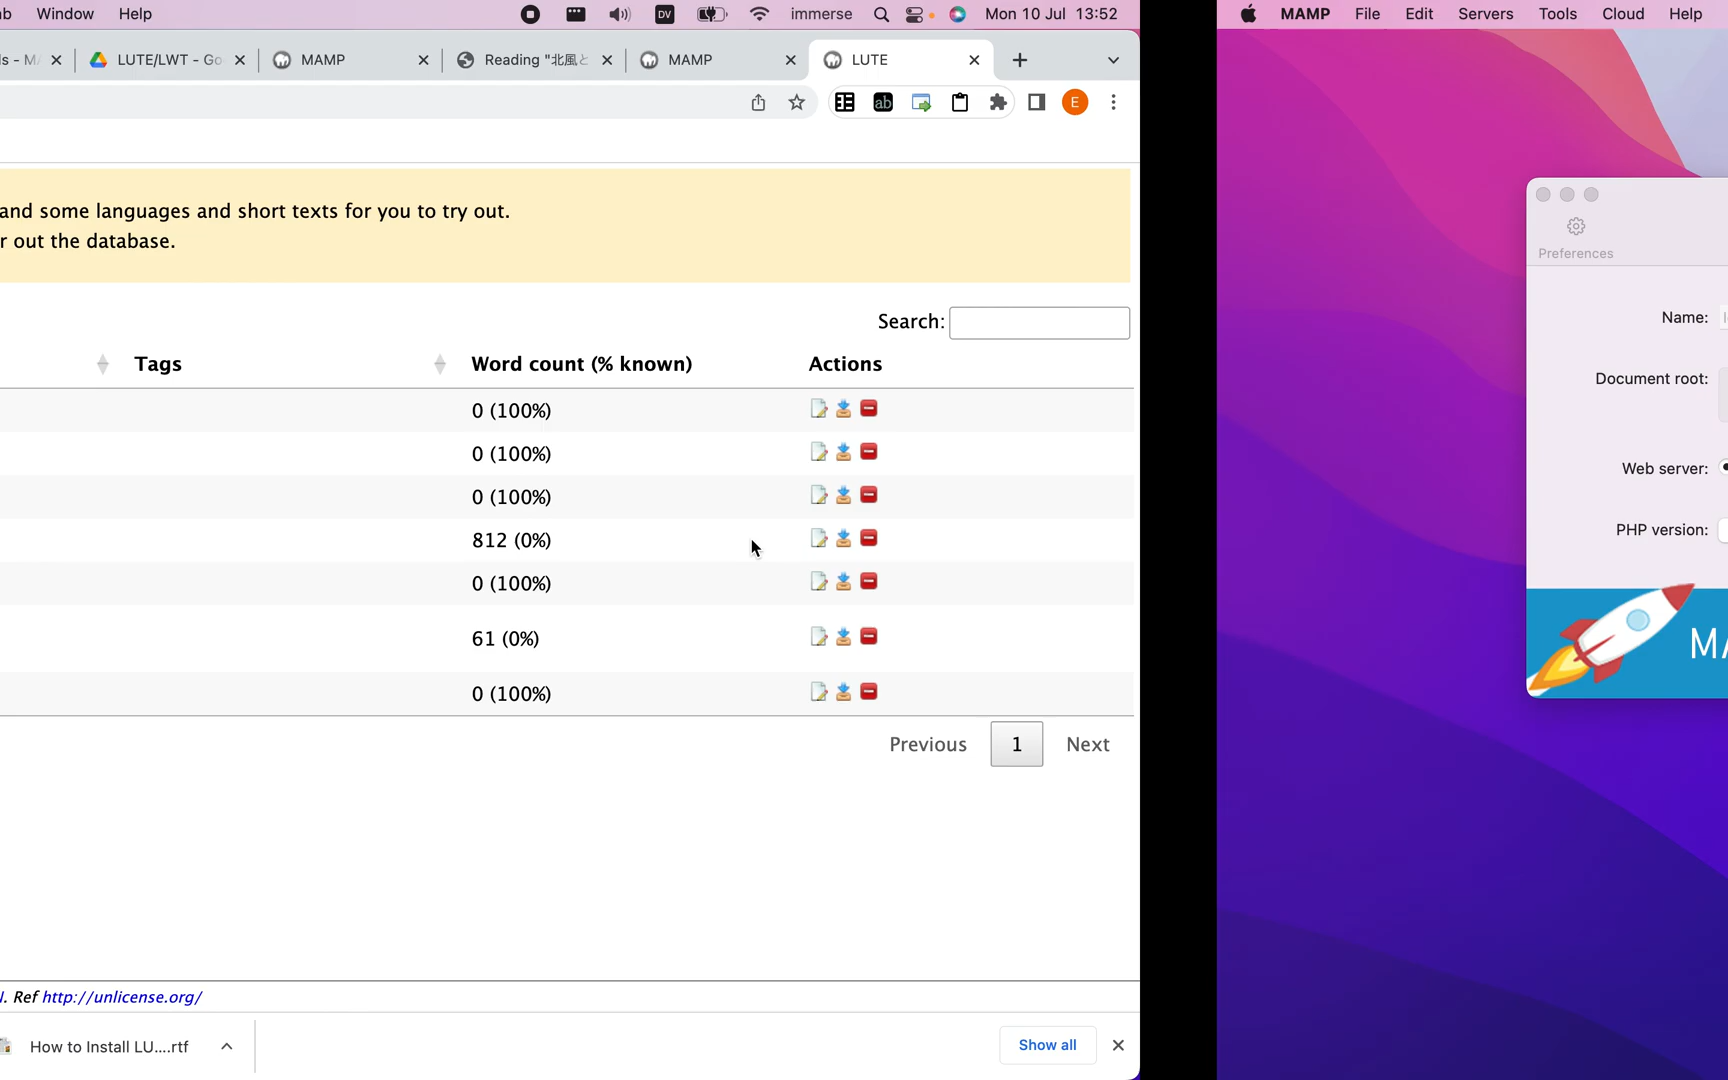 Window Help
DV immerse Mon 10 Jul 13:52
MAMP File Edit Servers Tools Cloud Help
LUTE/LWT - Go
MAMP
Reading "北風と
MAMP
LUTE
ab
E
and some languages and short texts for you to try out.
r out the database.
Search:
Tags Word count (% known) Actions
0 (100%)
0 (100%)
0 (100%)
812 (0%)
0 (100%)
61 (0%)
0 (100%)
Previous 1 Next
. Ref http://unlicense.org/
How to Install LU....rtf
Show all
Preferences
Name:
Document root:
Web server:
PHP version:
MA